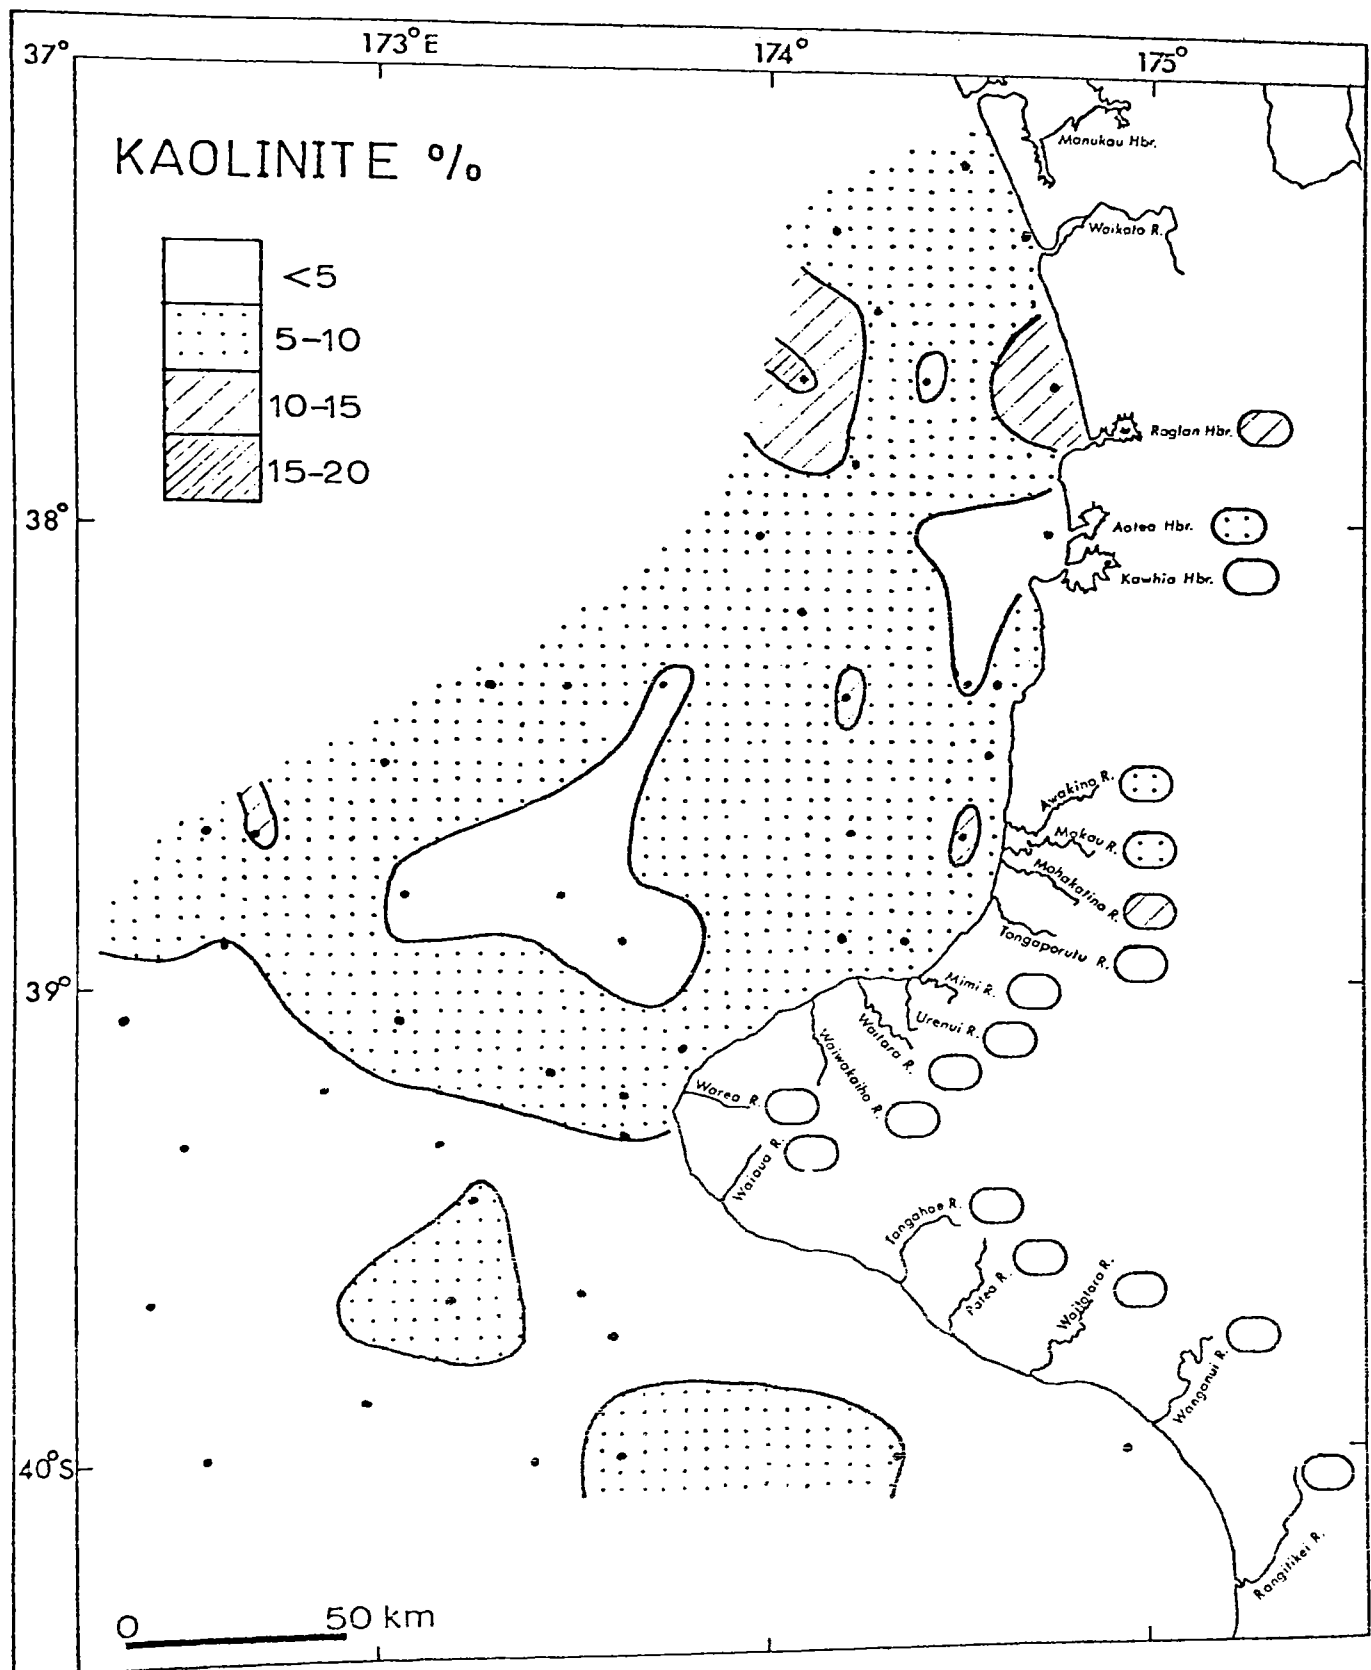 173°E
174°
175°
37°
KAOLINITE %
<5
5-10
10-15
15-20
Manukau Hbr.
Waikato R.
Raglan Hbr.
38°
Aotea Hbr.
Kawhia Hbr.
Awakino R.
Mokau R.
Mohakatino R.
Tongaporutu R.
39°
Mimi R.
Urenui R.
Waitara R.
Waiwakaiho R.
Warea R.
Waiaua R.
Tangahoe R.
Patea R.
Waitotara R.
Wanganui R.
40°S
Rangitikei R.
0 50 km